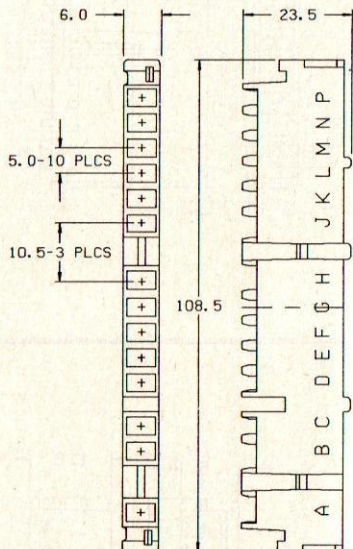 6.0
23.5
5.0-10 PLCS
10.5-3 PLCS
108.5
A B C D E F G H J K L M N P